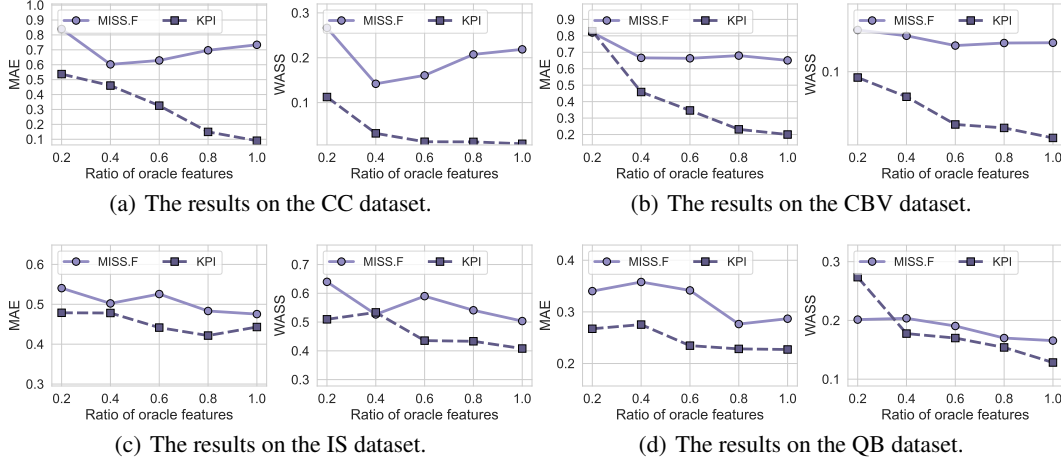 MISS.F KPI
MAE
1.0
0.9
0.8
0.7
0.6
0.5
0.4
0.3
0.2
0.1
0.2 0.4 0.6 0.8 1.0
Ratio of oracle features
MISS.F KPI
WASS
0.3
0.2
0.1
0.2 0.4 0.6 0.8 1.0
Ratio of oracle features
(a) The results on the CC dataset.
MISS.F KPI
MAE
0.9
0.8
0.7
0.6
0.5
0.4
0.3
0.2
0.2 0.4 0.6 0.8 1.0
Ratio of oracle features
MISS.F KPI
WASS
0.1
0.2 0.4 0.6 0.8 1.0
Ratio of oracle features
(b) The results on the CBV dataset.
MISS.F KPI
MAE
0.6
0.5
0.4
0.3
0.2 0.4 0.6 0.8 1.0
Ratio of oracle features
MISS.F KPI
WASS
0.7
0.6
0.5
0.4
0.3
0.2 0.4 0.6 0.8 1.0
Ratio of oracle features
(c) The results on the IS dataset.
MISS.F KPI
MAE
0.4
0.3
0.2
0.2 0.4 0.6 0.8 1.0
Ratio of oracle features
MISS.F KPI
WASS
0.3
0.2
0.1
0.2 0.4 0.6 0.8 1.0
Ratio of oracle features
(d) The results on the QB dataset.